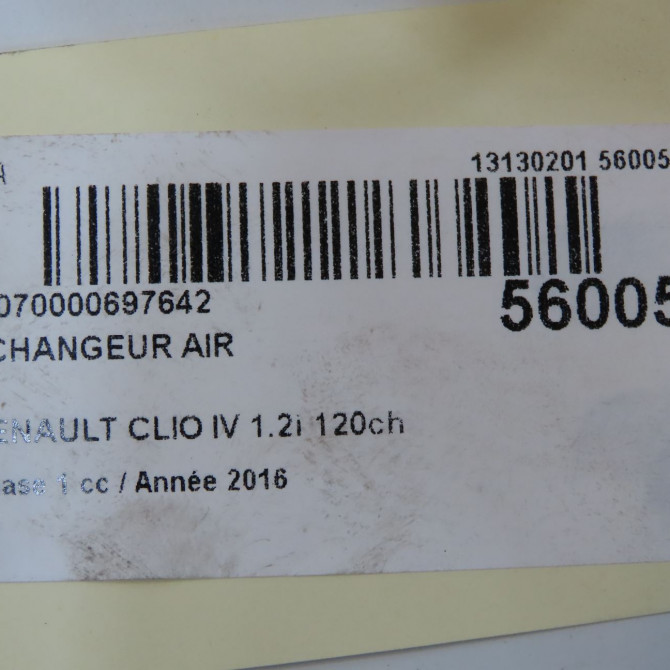 A 13130201 56005
070000697642 56005
CHANGEUR AIR
ENAULT CLIO IV 1.2i 120ch
ase 1 cc / Année 2016